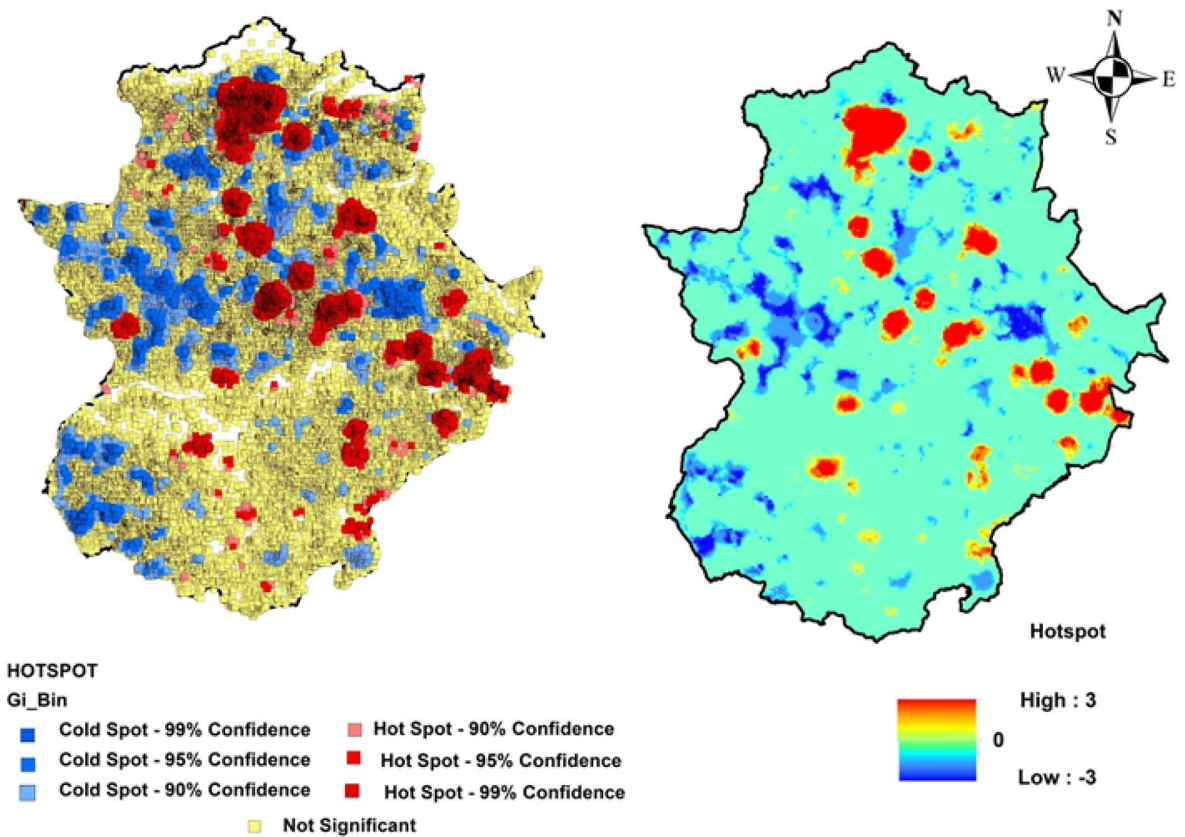 N
W E
S
HOTSPOT
Gi_Bin
Cold Spot - 99% Confidence
Cold Spot - 95% Confidence
Cold Spot - 90% Confidence
Hot Spot - 90% Confidence
Hot Spot - 95% Confidence
Hot Spot - 99% Confidence
Not Significant
Hotspot
High : 3
0
Low : -3